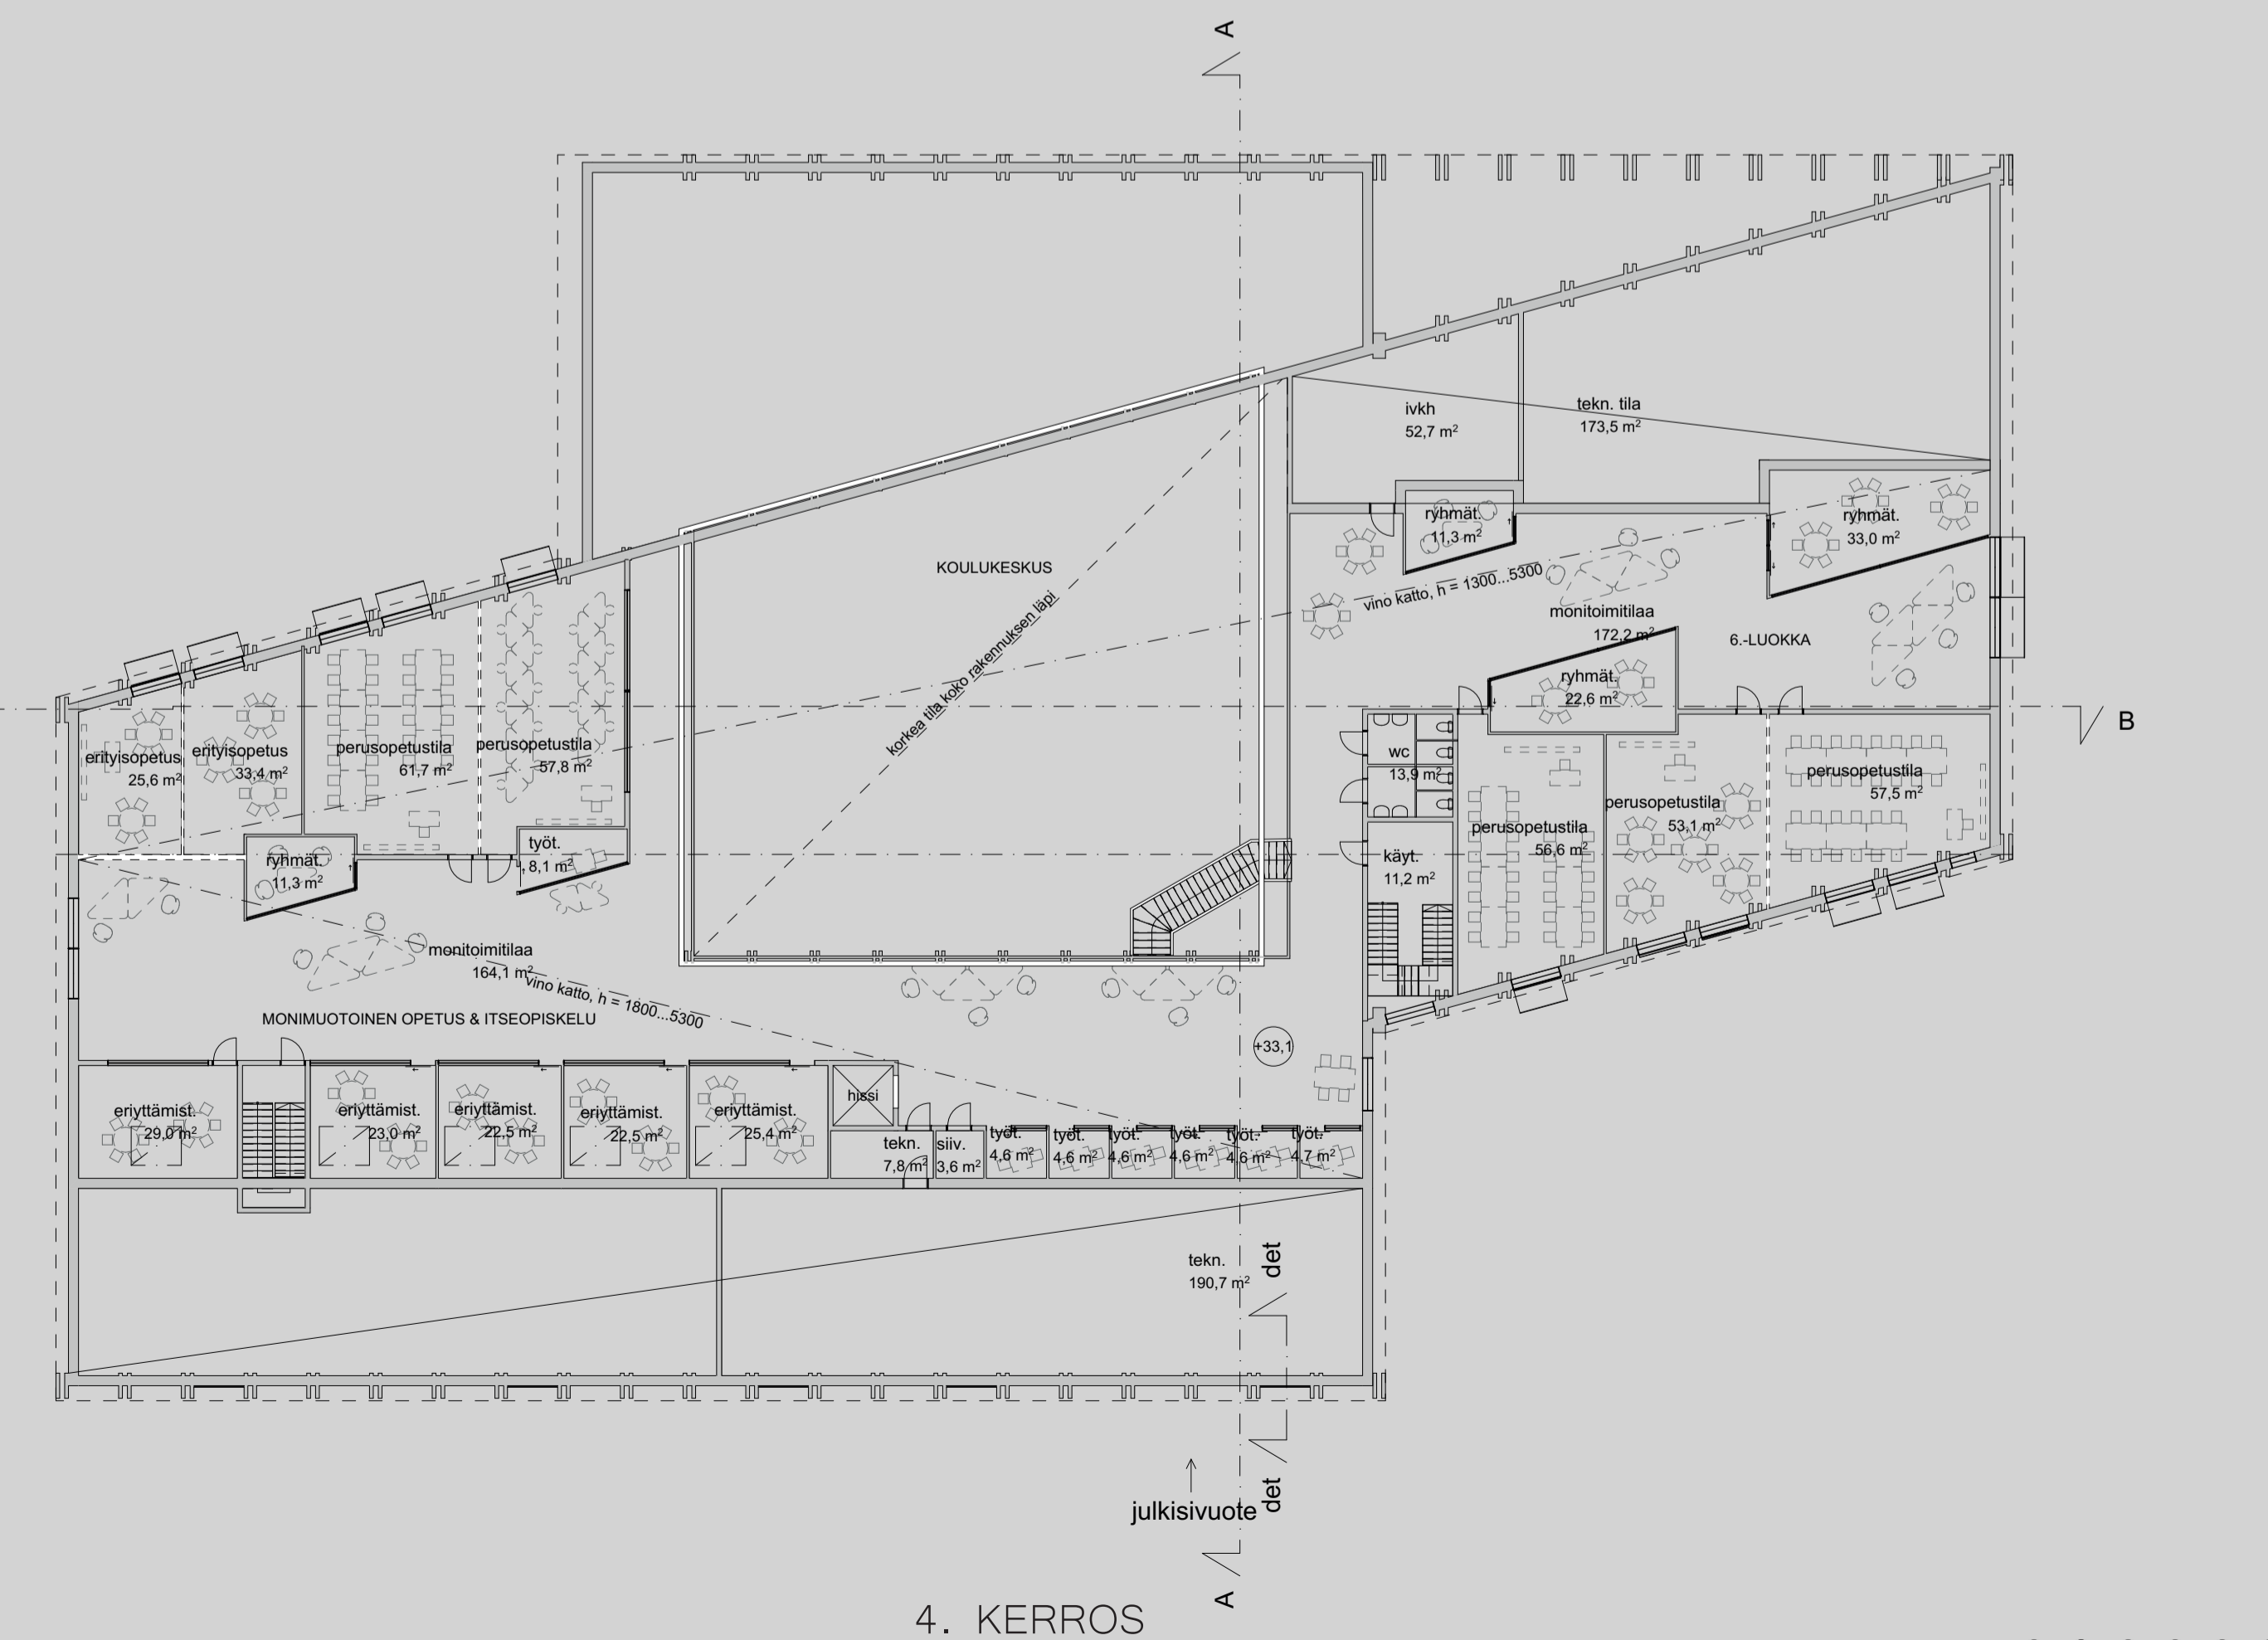 A
ivkh
52,7 m²
tekn. tila
173,5 m²
ryhmät.
11,3 m²
ryhmät.
33,0 m²
KOULUKESKUS
korkea tila koko rakennuksen läpi
vino katto, h = 1300...5300
monitoimitilaa
172,2 m²
6.-LUOKKA
ryhmät.
22,6 m²
B
erityisopetus
25,6 m²
erityisopetus
33,4 m²
perusopetustila
61,7 m²
perusopetustila
57,8 m²
wc
13,9 m²
perusopetustila
57,5 m²
perusopetustila
53,1 m²
perusopetustila
56,6 m²
ryhmät.
11,3 m²
työt.
8,1 m²
käyt.
11,2 m²
monitoimitilaa
164,1 m²
vino katto, h = 1800...5300
MONIMUOTOINEN OPETUS & ITSEOPISKELU
+33,1
eriyttämist.
29,0 m²
eriyttämist.
23,0 m²
eriyttämist.
22,5 m²
eriyttämist.
22,5 m²
eriyttämist.
25,4 m²
hissi
tekn.
7,8 m²
siiv.
3,6 m²
työt.
4,6 m²
työt.
4,6 m²
työt.
4,6 m²
työt.
4,6 m²
työt.
4,6 m²
työt.
4,7 m²
tekn.
190,7 m²
det
det
julkisivuote
A
4. KERROS